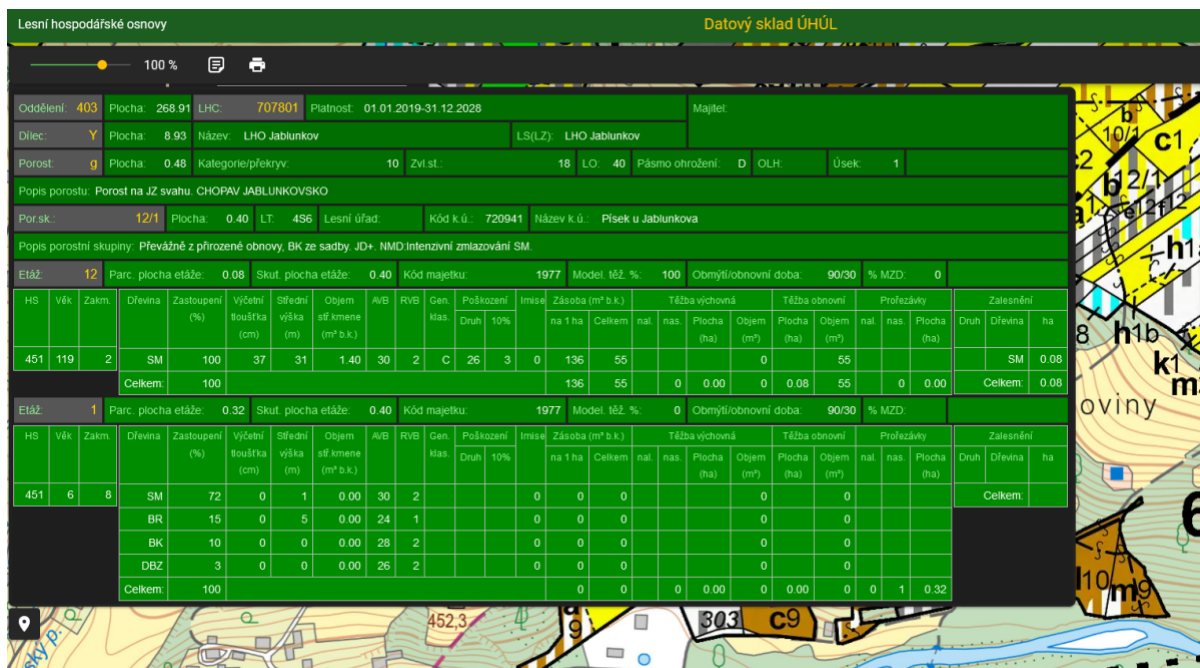 Lesní hospodářské osnovy
Datový sklad ÚHÚL
100 %
Oddělení: 403 Plocha: 268.91 LHC: 707801 Platnost: 01.01.2019-31.12.2028 Majitel:
Dílec: Y Plocha: 8.93 Název: LHO Jablunkov LS(LZ): LHO Jablunkov
Porost: g Plocha: 0.48 Kategorie/překryv: 10 Zvl.st.: 18 LO: 40 Pásmo ohrožení: D OLH: Úsek: 1
Popis porostu: Porost na JZ svahu. CHOPAV JABLUNKOVSKO
Por.sk.: 12/1 Plocha: 0.40 LT: 4S6 Lesní úřad: Kód k.ú.: 720941 Název k.ú.: Písek u Jablunkova
Popis porostní skupiny: Převážně z přirozené obnovy, BK ze sadby. JD+. NMD:Intenzivní zmlazování SM.
Etáž: 12 Parc. plocha etáže: 0.08 Skut. plocha etáže: 0.40 Kód majetku: 1977 Model. těž. %: 100 Obmýtí/obnovní doba: 90/30 % MZD: 0
HS Věk Zakm. Dřevina Zastoupení Výčetní Střední Objem AVB RVB Gen. Poškození Imise Zásoba (m³ b.k.) Těžba výchovná Těžba obnovní Prořezávky Zalesnění
(%) tloušťka výška stř.kmene klas. Druh 10% na 1 ha Celkem nal. nas. Plocha Objem Plocha Objem nal. nas. Plocha Druh Dřevina ha
(cm) (m) (m³ b.k.) (ha) (m³) (ha) (m³) (ha)
451 119 2 SM 100 37 31 1.40 30 2 C 26 3 0 136 55 0 55 SM 0.08
Celkem: 100 136 55 0 0.00 0 0.08 55 0 0.00 Celkem: 0.08
Etáž: 1 Parc. plocha etáže: 0.32 Skut. plocha etáže: 0.40 Kód majetku: 1977 Model. těž. %: 0 Obmýtí/obnovní doba: 90/30 % MZD:
HS Věk Zakm. Dřevina Zastoupení Výčetní Střední Objem AVB RVB Gen. Poškození Imise Zásoba (m³ b.k.) Těžba výchovná Těžba obnovní Prořezávky Zalesnění
(%) tloušťka výška stř.kmene klas. Druh 10% na 1 ha Celkem nal. nas. Plocha Objem Plocha Objem nal. nas. Plocha Druh Dřevina ha
(cm) (m) (m³ b.k.) (ha) (m³) (ha) (m³) (ha)
451 6 8 SM 72 0 1 0.00 30 2 0 0 0 0 0 Celkem:
BR 15 0 5 0.00 24 1 0 0 0 0 0
BK 10 0 0 0.00 28 2 0 0 0 0 0
DBZ 3 0 0 0.00 26 2 0 0 0 0 0
Celkem: 100 0 0 0 0.00 0 0.00 0 0 1 0.32
b
10/1
c1
c2
12/1
h1b
k1
oviny
l10
m9
452,3
9
303
c9